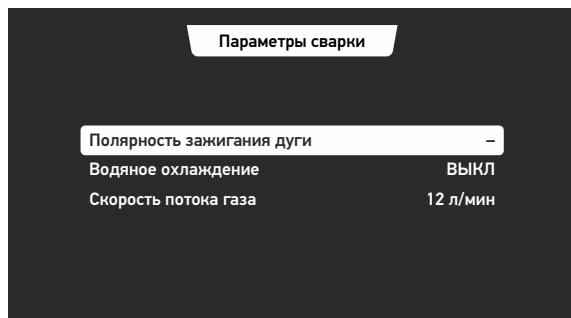 Параметры сварки
Полярность зажигания дуги –
Водяное охлаждение ВЫКЛ
Скорость потока газа 12 л/мин